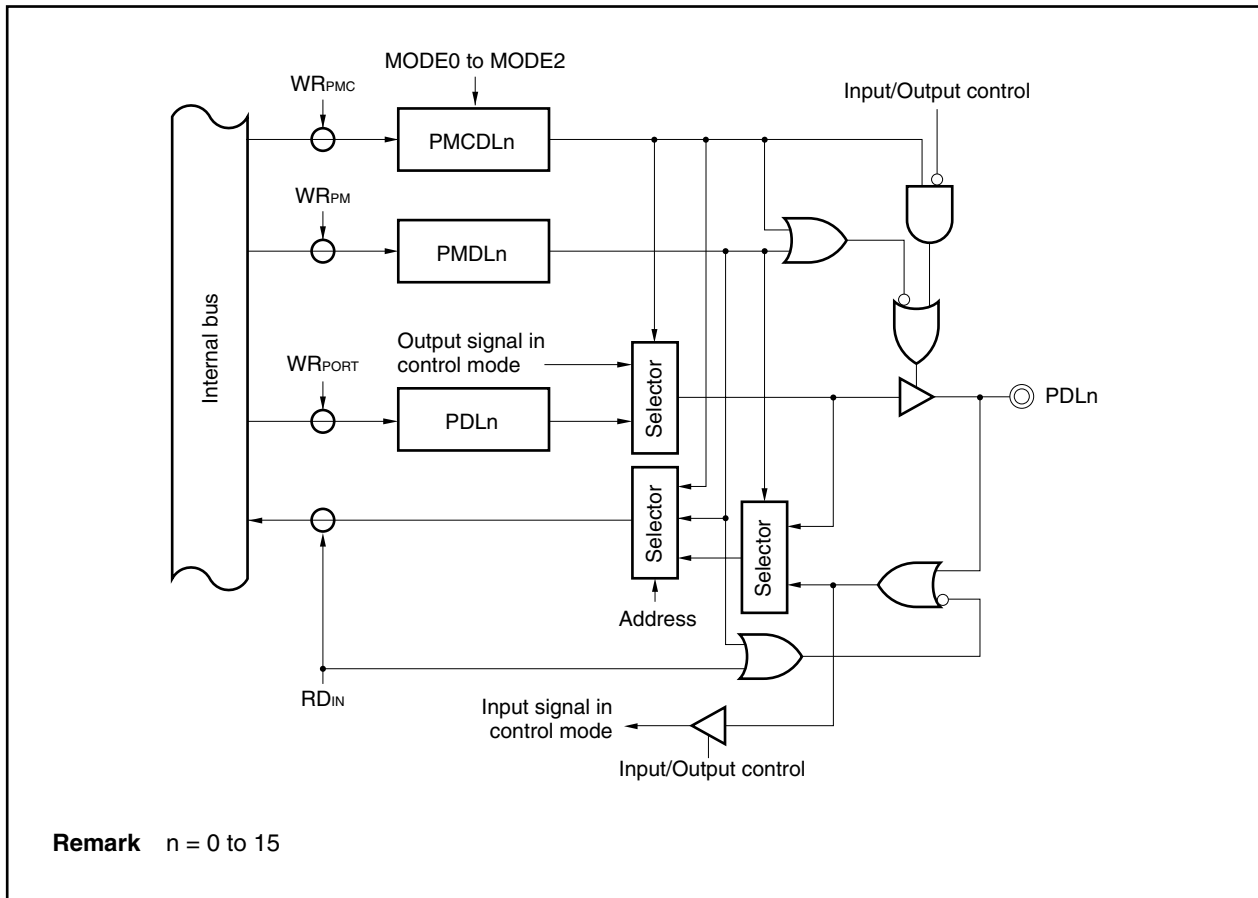 MODE0 to MODE2
WRPMC
Input/Output control
PMCDLn
WRPM
PMDLn
Internal bus
Output signal in
control mode
WRPORT
Selector
PDLn
PDLn
Selector
Selector
Address
RDIN
Input signal in
control mode
Input/Output control
Remark n = 0 to 15